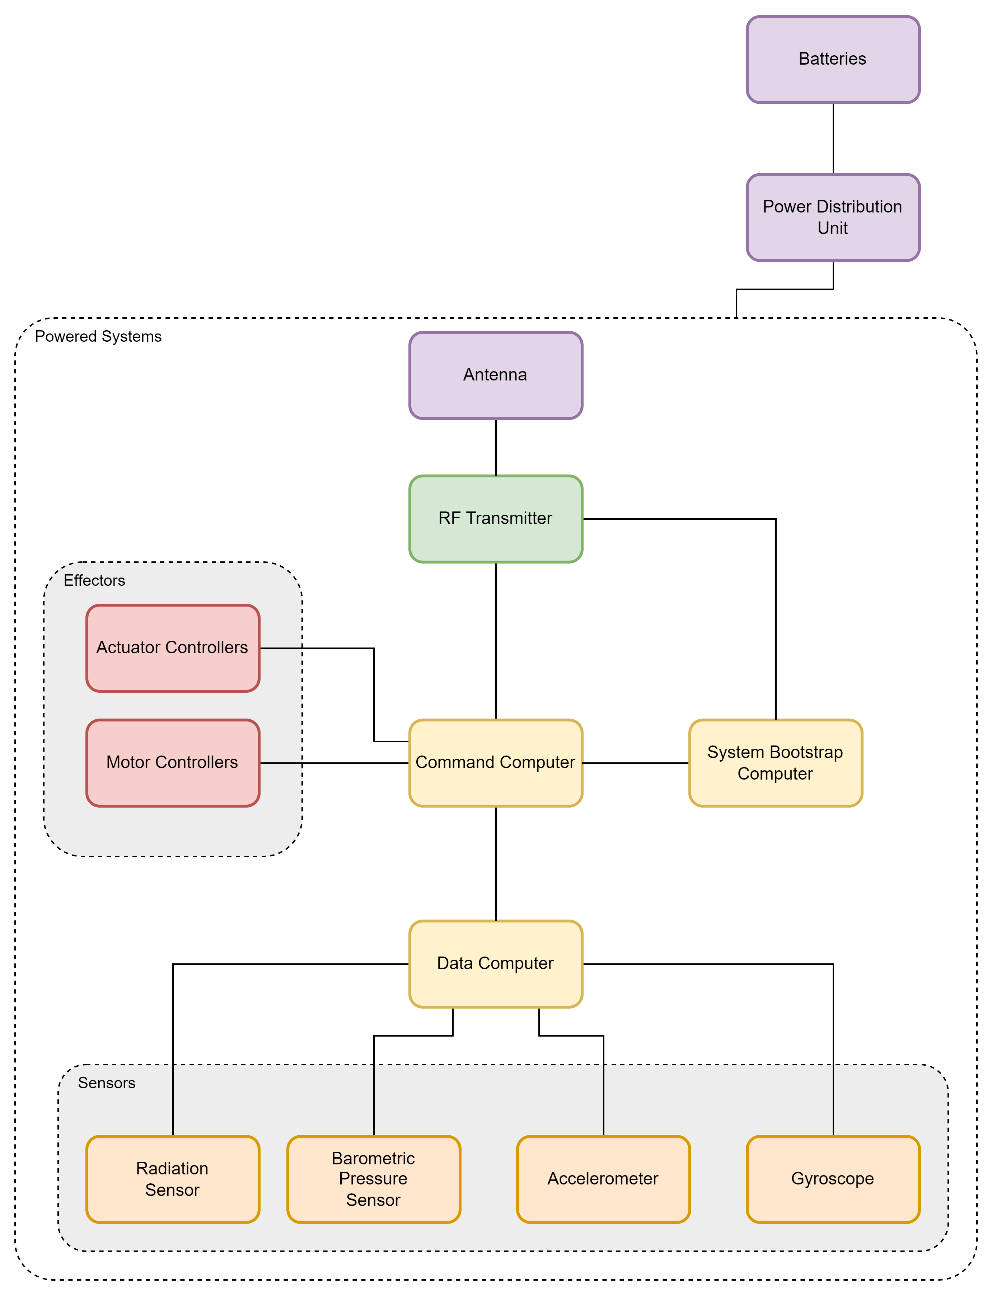 Batteries
Power Distribution
Unit
Powered Systems
Antenna
RF Transmitter
Effectors
Actuator Controllers
Motor Controllers
Command Computer
System Bootstrap
Computer
Data Computer
Sensors
Radiation
Sensor
Barometric
Pressure
Sensor
Accelerometer
Gyroscope